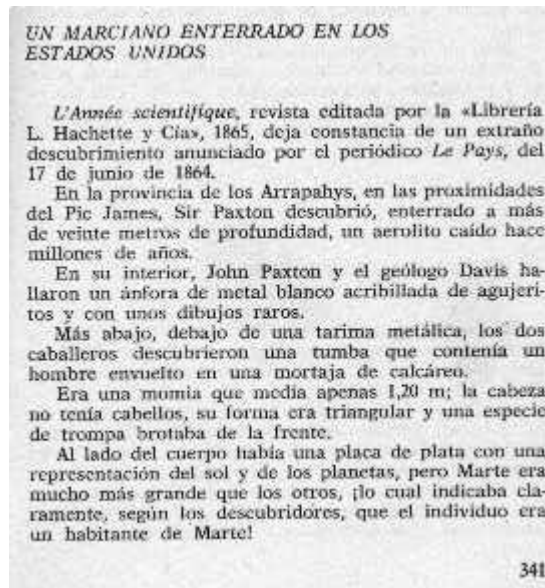 UN MARCIANO ENTERRADO EN LOS
ESTADOS UNIDOS
L'Année scientifique, revista editada por la «Librería
L. Hachette y Cía», 1865, deja constancia de un extraño
descubrimiento anunciado por el periódico Le Pays, del
17 de junio de 1864.
En la provincia de los Arrapahys, en las proximidades
del Pic James, Sir Paxton descubrió, enterrado a más
de veinte metros de profundidad, un aerolito caído hace
millones de años.
En su interior, John Paxton y el geólogo Davis ha-
llaron un ánfora de metal blanco acribillada de agujeri-
tos y con unos dibujos raros.
Más abajo, debajo de una tarima metálica, los dos
caballeros descubrieron una tumba que contenía un
hombre envuelto en una mortaja de calcáreo.
Era una momia que medía apenas 1,20 m; la cabeza
no tenía cabellos, su forma era triangular y una especie
de trompa brotaba de la frente.
Al lado del cuerpo había una placa de plata con una
representación del sol y de los planetas, pero Marte era
mucho más grande que los otros, ¡lo cual indicaba cla-
ramente, según los descubridores, que el individuo era
un habitante de Marte!
341